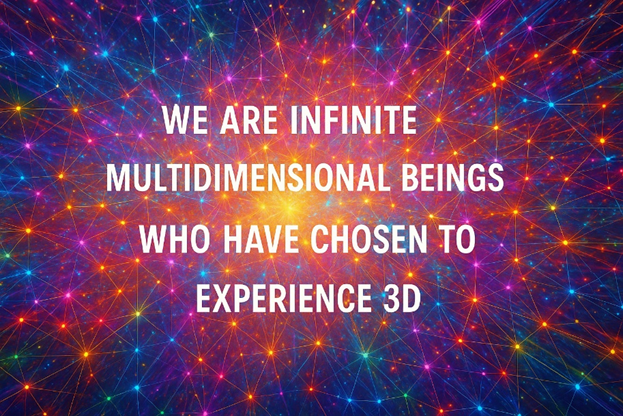 WE ARE INFINITE
MULTIDIMENSIONAL BEINGS
WHO HAVE CHOSEN TO
EXPERIENCE 3D